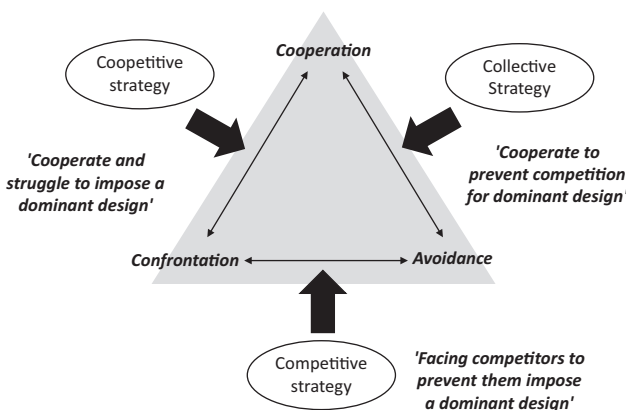 Cooperation
Coopetitive
strategy
Collective
Strategy
'Cooperate and
struggle to impose a
dominant design'
'Cooperate to
prevent competition
for dominant design'
Confrontation
Avoidance
Competitive
strategy
'Facing competitors to
prevent them impose
a dominant design'